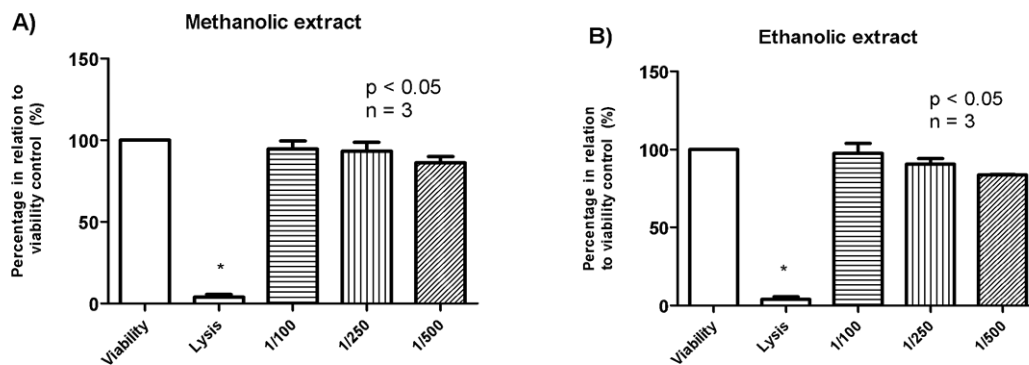 A)
Methanolic extract
Percentage in relation to
viability control (%)
150
100
50
0
p < 0.05
n = 3
*
Viability
Lysis
1/100
1/250
1/500
B)
Ethanolic extract
Percentage in relation
to viability control (%)
150
100
50
0
p < 0.05
n = 3
*
Viability
Lysis
1/100
1/250
1/500